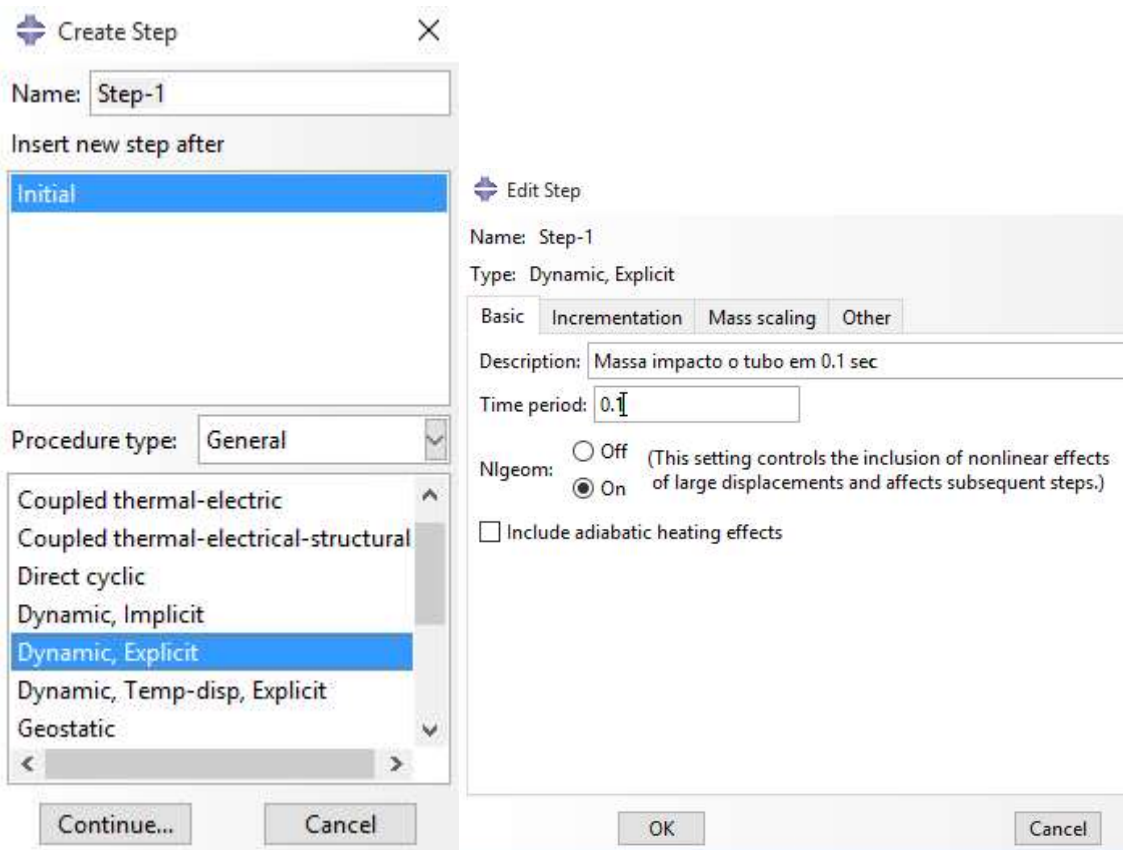 Create Step
Name: Step-1
Insert new step after
Initial
Procedure type: General
Coupled thermal-electric
Coupled thermal-electrical-structural
Direct cyclic
Dynamic, Implicit
Dynamic, Explicit
Dynamic, Temp-disp, Explicit
Geostatic
Continue... Cancel
Edit Step
Name: Step-1
Type: Dynamic, Explicit
Basic Incrementation Mass scaling Other
Description: Massa impacto o tubo em 0.1 sec
Time period: 0.1
Nlgeom: Off (This setting controls the inclusion of nonlinear effects
On of large displacements and affects subsequent steps.)
Include adiabatic heating effects
OK Cancel